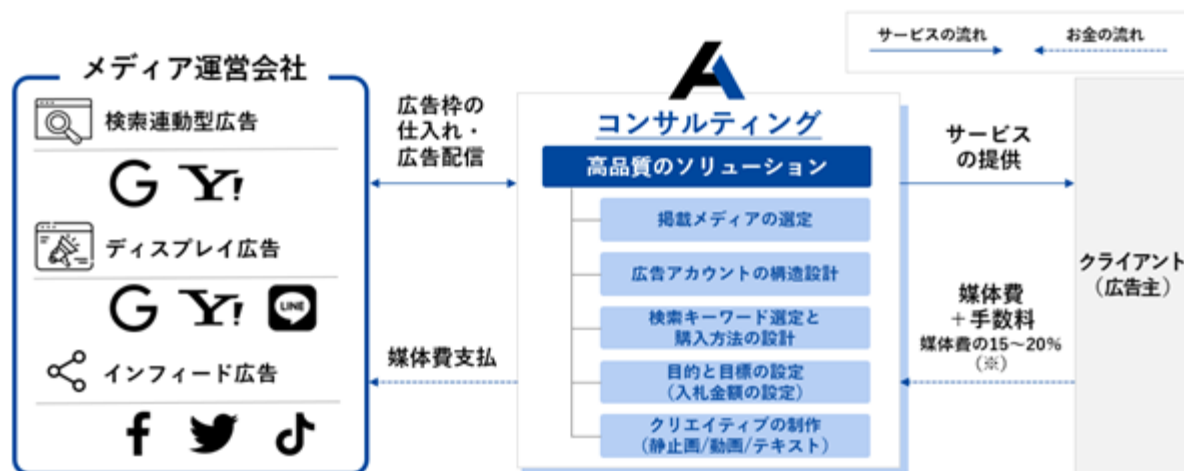 サービスの流れ
お金の流れ
メディア運営会社
検索連動型広告
G Y!
ディスプレイ広告
G Y! LINE
インフィード広告
広告枠の
仕入れ・
広告配信
媒体費支払
A
コンサルティング
高品質のソリューション
掲載メディアの選定
広告アカウントの構造設計
検索キーワード選定と
購入方法の設計
目的と目標の設定
(入札金額の設定)
クリエイティブの制作
(静止画/動画/テキスト)
サービス
の提供
媒体費
+手数料
媒体費の15~20%
(※)
クライアント
(広告主)